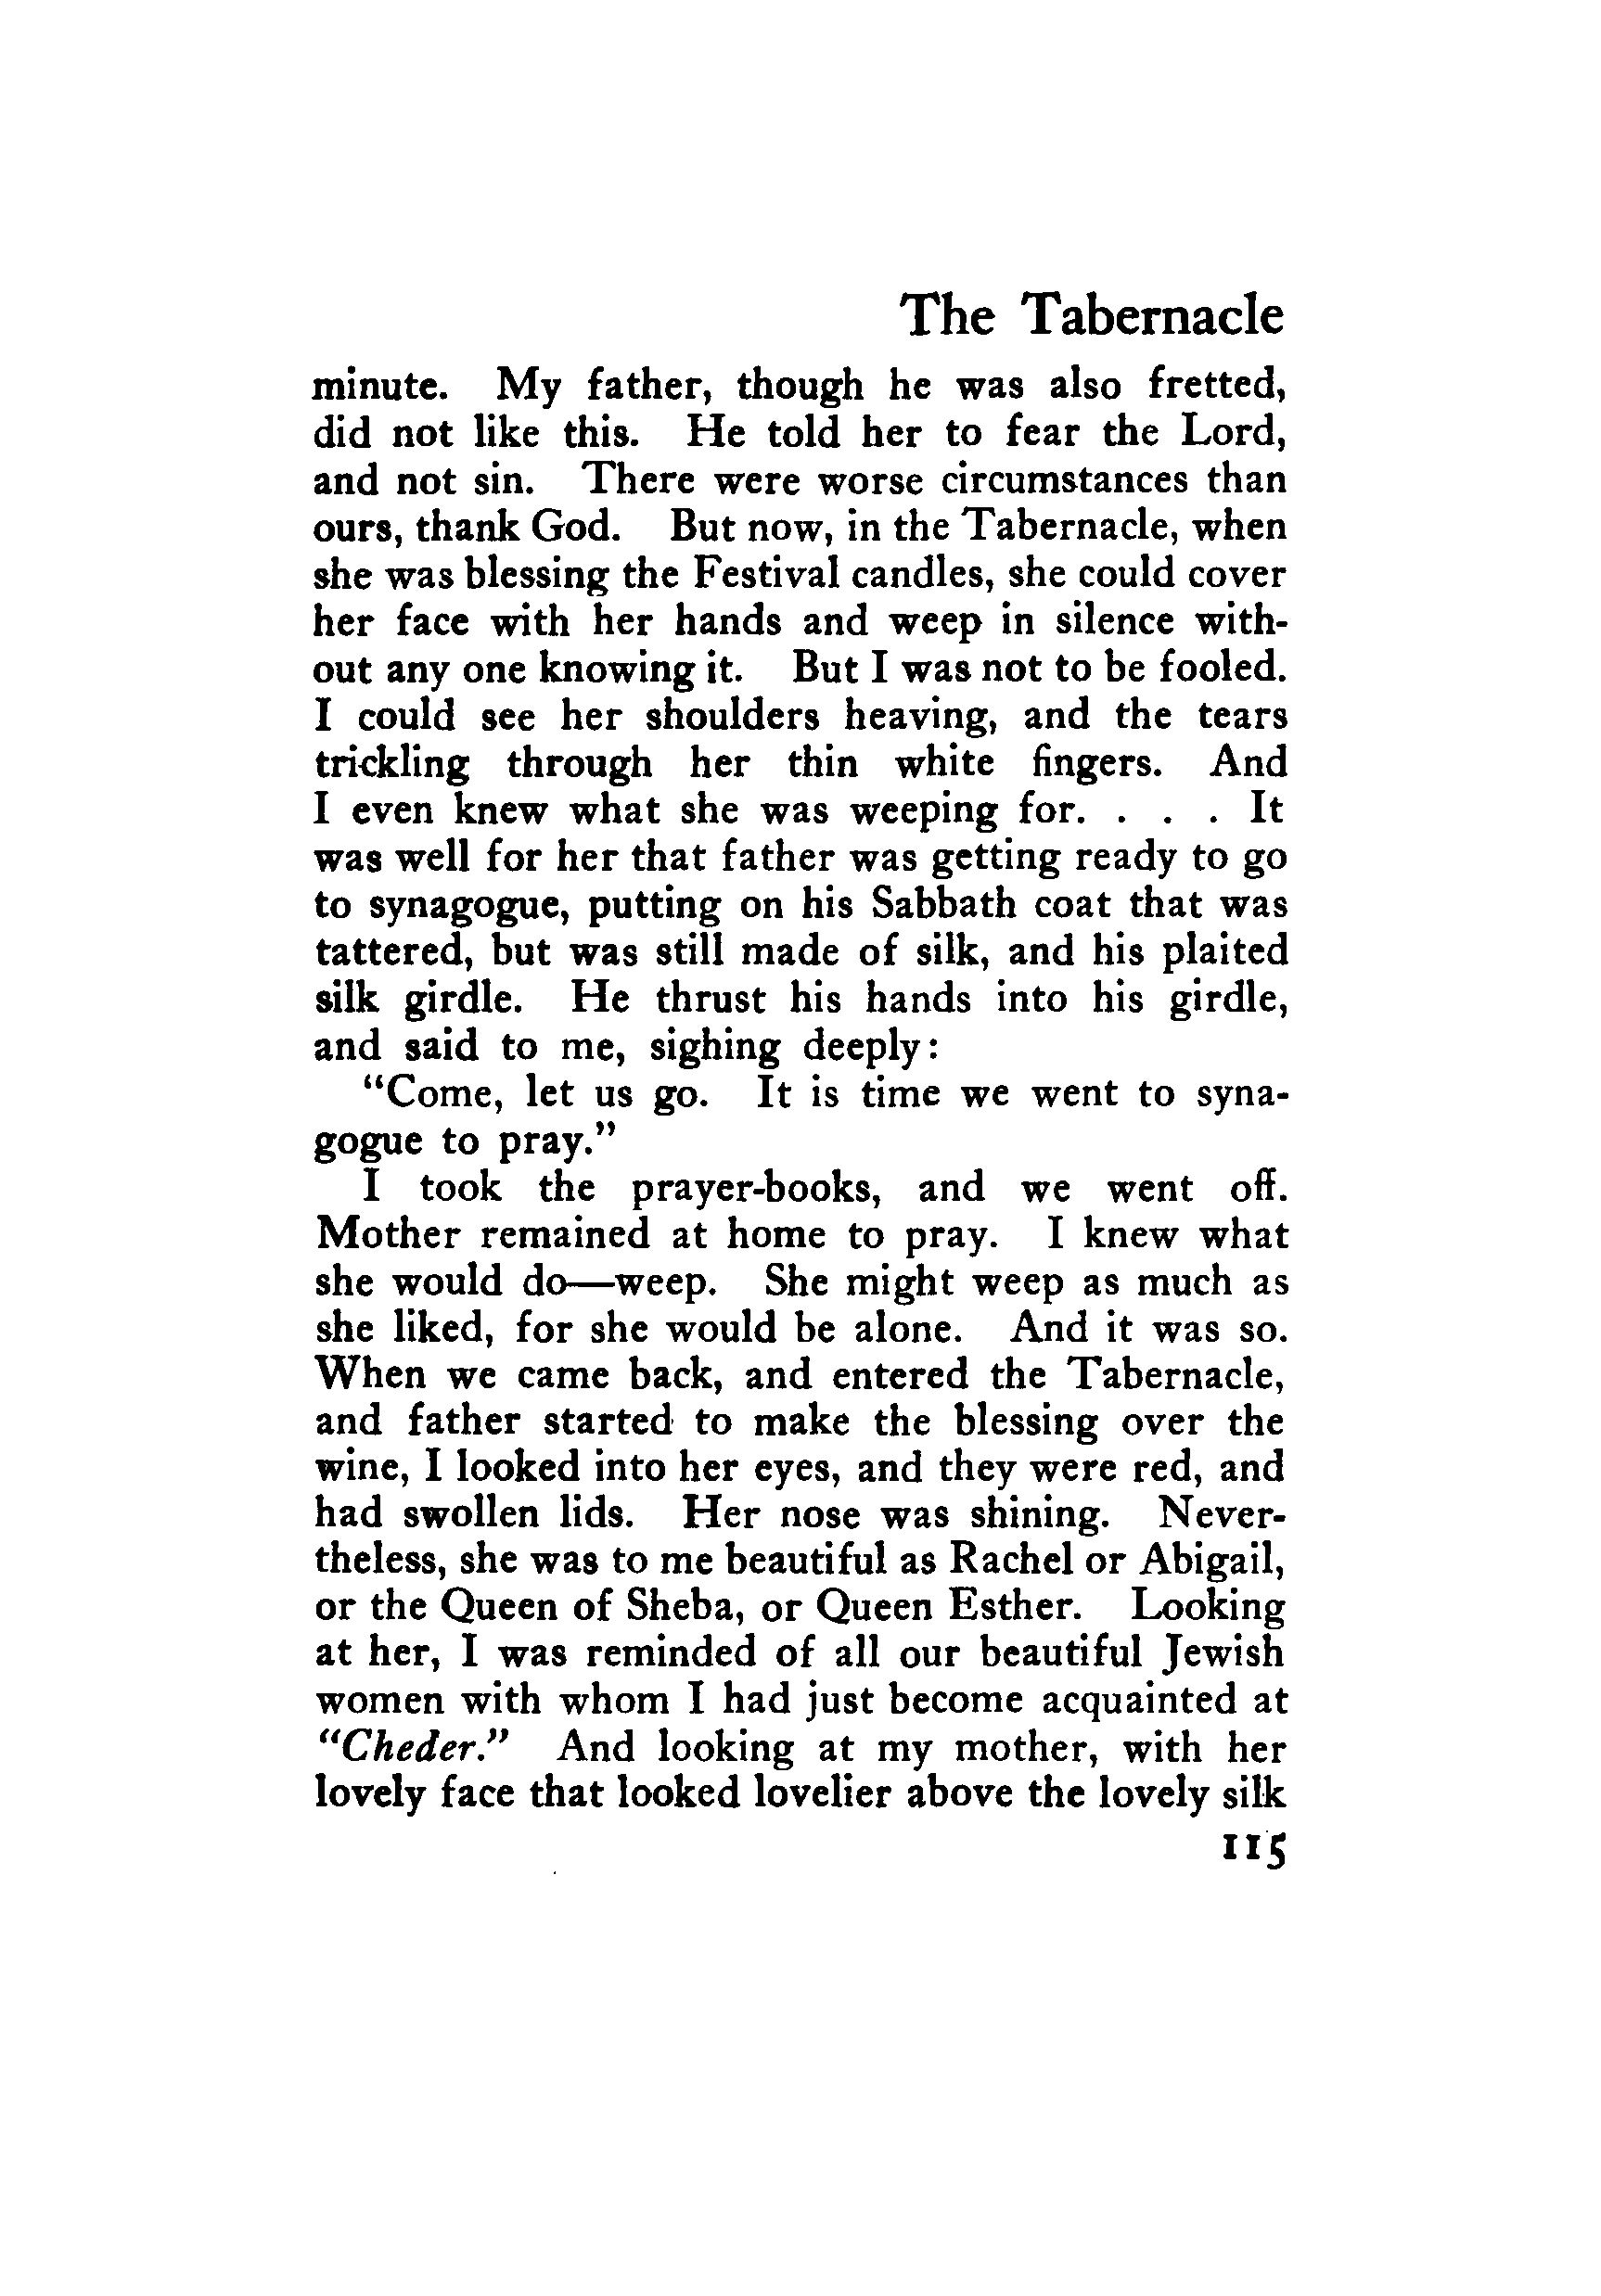 The Tabernacle
minute. My father, though he was also fretted,
did not like this. He told her to fear the Lord,
and not sin. There were worse circumstances than
ours, thank God. But now, in the Tabernacle, when
she was blessing the Festival candles, she could cover
her face with her hands and weep in silence with-
out any one knowing it. But I was not to be fooled.
I could see her shoulders heaving, and the tears
trickling through her thin white fingers. And
I even knew what she was weeping for. . . . It
was well for her that father was getting ready to go
to synagogue, putting on his Sabbath coat that was
tattered, but was still made of silk, and his plaited
silk girdle. He thrust his hands into his girdle,
and said to me, sighing deeply:
"Come, let us go. It is time we went to syna-
gogue to pray."
I took the prayer-books, and we went off.
Mother remained at home to pray. I knew what
she would do—weep. She might weep as much as
she liked, for she would be alone. And it was so.
When we came back, and entered the Tabernacle,
and father started to make the blessing over the
wine, I looked into her eyes, and they were red, and
had swollen lids. Her nose was shining. Never-
theless, she was to me beautiful as Rachel or Abigail,
or the Queen of Sheba, or Queen Esther. Looking
at her, I was reminded of all our beautiful Jewish
women with whom I had just become acquainted at
"Cheder." And looking at my mother, with her
lovely face that looked lovelier above the lovely silk
115